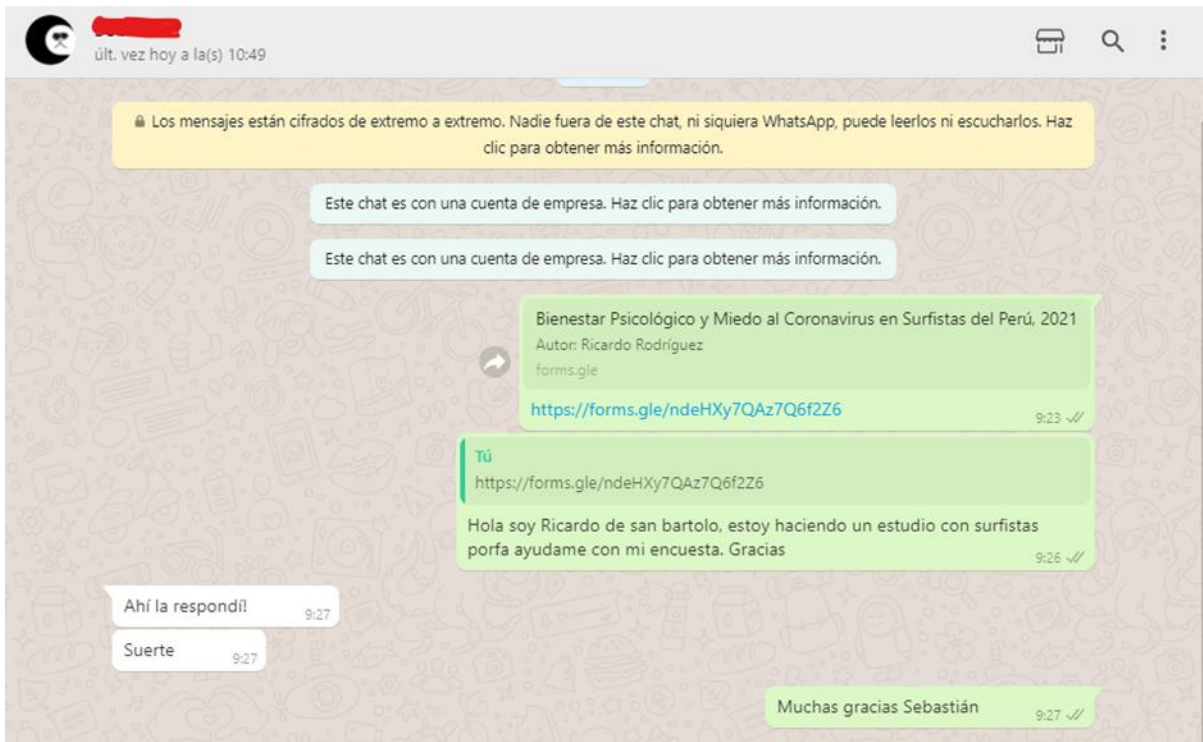 últ. vez hoy a la(s) 10:49
Los mensajes están cifrados de extremo a extremo. Nadie fuera de este chat, ni siquiera WhatsApp, puede leerlos ni escucharlos. Haz
clic para obtener más información.
Este chat es con una cuenta de empresa. Haz clic para obtener más información.
Este chat es con una cuenta de empresa. Haz clic para obtener más información.
Bienestar Psicológico y Miedo al Coronavirus en Surfistas del Perú, 2021
Autor: Ricardo Rodríguez
forms.gle
https://forms.gle/ndeHXy7QAz7Q6f2Z6
9:23
Tú
https://forms.gle/ndeHXy7QAz7Q6f2Z6
Hola soy Ricardo de san bartolo, estoy haciendo un estudio con surfistas
porfa ayudame con mi encuesta. Gracias
9:26
Ahí la respondí!
9:27
Suerte
9:27
Muchas gracias Sebastián
9:27